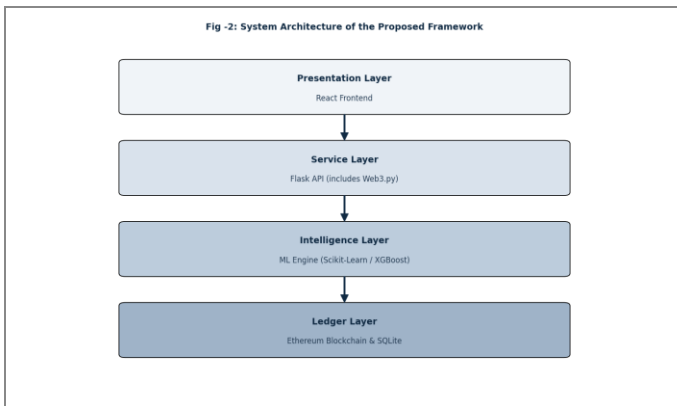 Fig -2: System Architecture of the Proposed Framework
Presentation Layer
React Frontend
Service Layer
Flask API (includes Web3.py)
Intelligence Layer
ML Engine (Scikit-Learn / XGBoost)
Ledger Layer
Ethereum Blockchain & SQLite